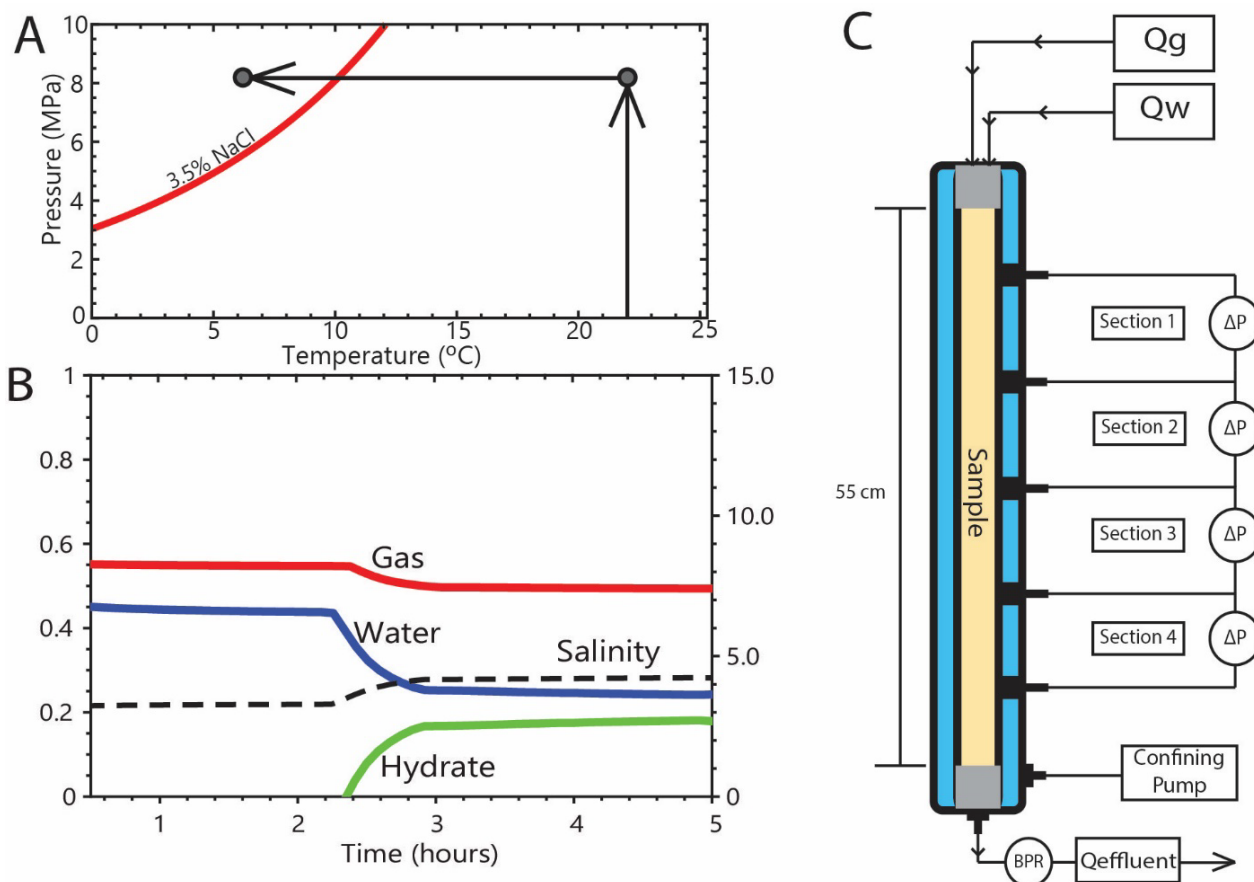 A
Pressure (MPa)
10
8
6
4
2
0
3.5% NaCl
0
5
10
15
20
25
Temperature (ºC)
B
1
0.8
0.6
0.4
0.2
0
15.0
10.0
5.0
0
Gas
Water
Salinity
Hydrate
1
2
3
4
5
Time (hours)
C
Qg
Qw
55 cm
Sample
Section 1
ΔP
Section 2
ΔP
Section 3
ΔP
Section 4
ΔP
Confining
Pump
BPR
Qeffluent